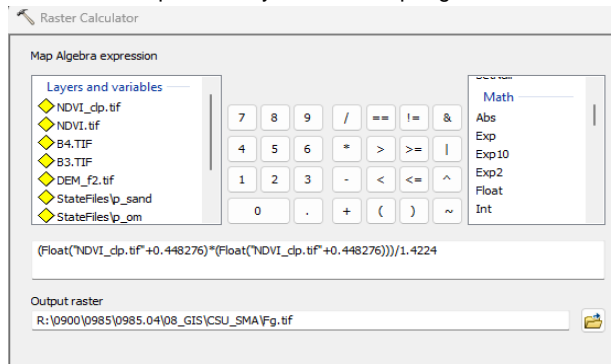 Raster Calculator
Map Algebra expression
Layers and variables
NDVI_clp.tif
NDVI.tif
B4.TIF
B3.TIF
DEM_f2.tif
StateFiles\p_sand
StateFiles\p_om
7 8 9 / == != &
4 5 6 * > >= |
1 2 3 - < <= ^
0 . + ( ) ~
Math
Abs
Exp
Exp10
Exp2
Float
Int
(Float("NDVI_clp.tif"+0.448276)*(Float("NDVI_clp.tif"+0.448276)))/1.4224
Output raster
R:\0900\0985\0985.04\08_GIS\CSU_SMA\Fg.tif